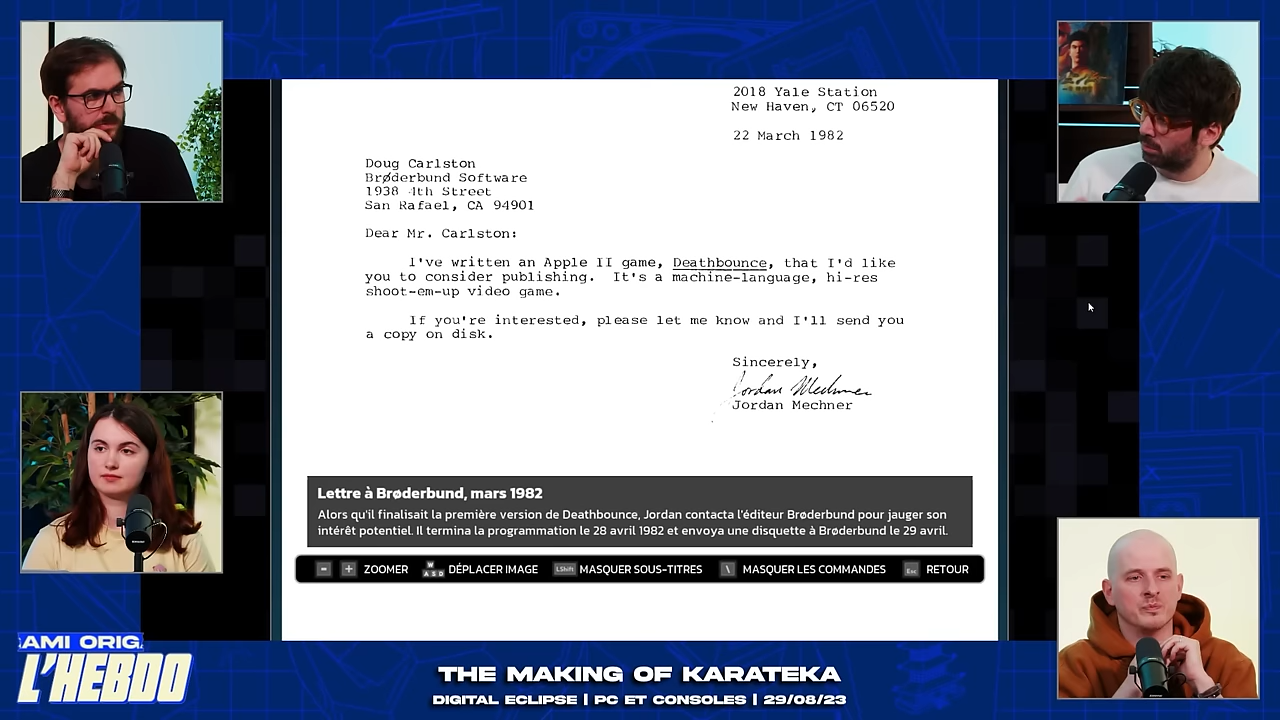 2018 Yale Station
New Haven, CT 06520
22 March 1982
Doug Carlston
Brøderbund Software
1938 4th Street
San Rafael, CA 94901
Dear Mr. Carlston:
I've written an Apple II game, Deathbounce, that I'd like
you to consider publishing. It's a machine-language, hi-res
shoot-em-up video game.
If you're interested, please let me know and I'll send you
a copy on disk.
Sincerely,
Jordan Mechner
Jordan Mechner
Lettre à Brøderbund, mars 1982
Alors qu'il finalisait la première version de Deathbounce, Jordan contacta l'éditeur Brøderbund pour jauger son
intérêt potentiel. Il termina la programmation le 28 avril 1982 et envoya une disquette à Brøderbund le 29 avril.
- + ZOOMER W A S D DÉPLACER IMAGE LShift MASQUER SOUS-TITRES \ MASQUER LES COMMANDES Esc RETOUR
AMI ORIG.
L'HEBDO
THE MAKING OF KARATEKA
DIGITAL ECLIPSE | PC ET CONSOLES | 29/08/23